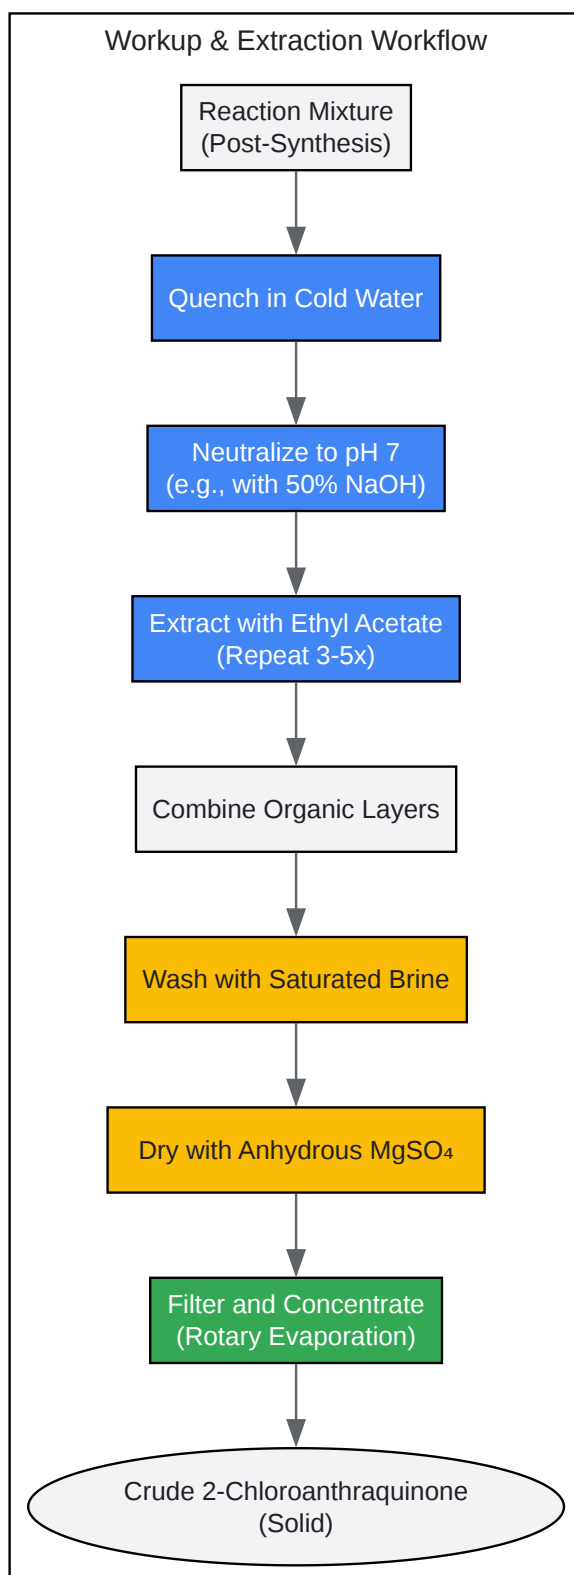 Workup & Extraction Workflow
Reaction Mixture
(Post-Synthesis)
Quench in Cold Water
Neutralize to pH 7
(e.g., with 50% NaOH)
Extract with Ethyl Acetate
(Repeat 3-5x)
Combine Organic Layers
Wash with Saturated Brine
Dry with Anhydrous MgSO₄
Filter and Concentrate
(Rotary Evaporation)
Crude 2-Chloroanthraquinone
(Solid)